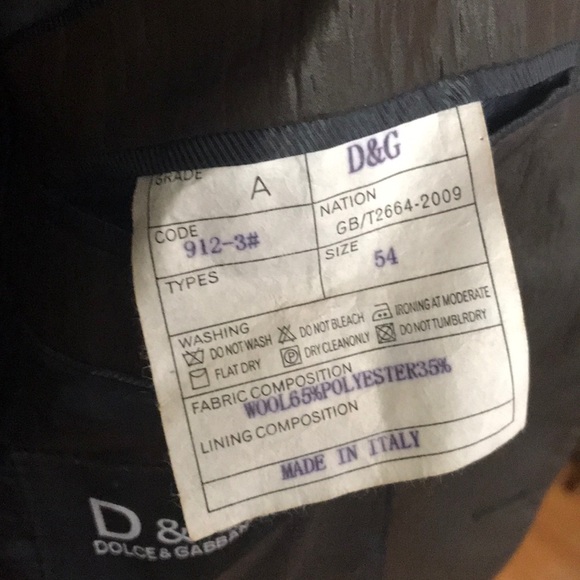 GRADE A D&G
CODE 912-3# NATION GB/T2664-2009
TYPES SIZE 54
WASHING
DO NOT WASH DO NOT BLEACH IRONING AT MODERATE
FLAT DRY P DRY CLEANONLY DO NOT TUMBLRDRY
FABRIC COMPOSITION
WOOL65%POLYESTER35%
LINING COMPOSITION
MADE IN ITALY
D &
DOLCE & GABBA